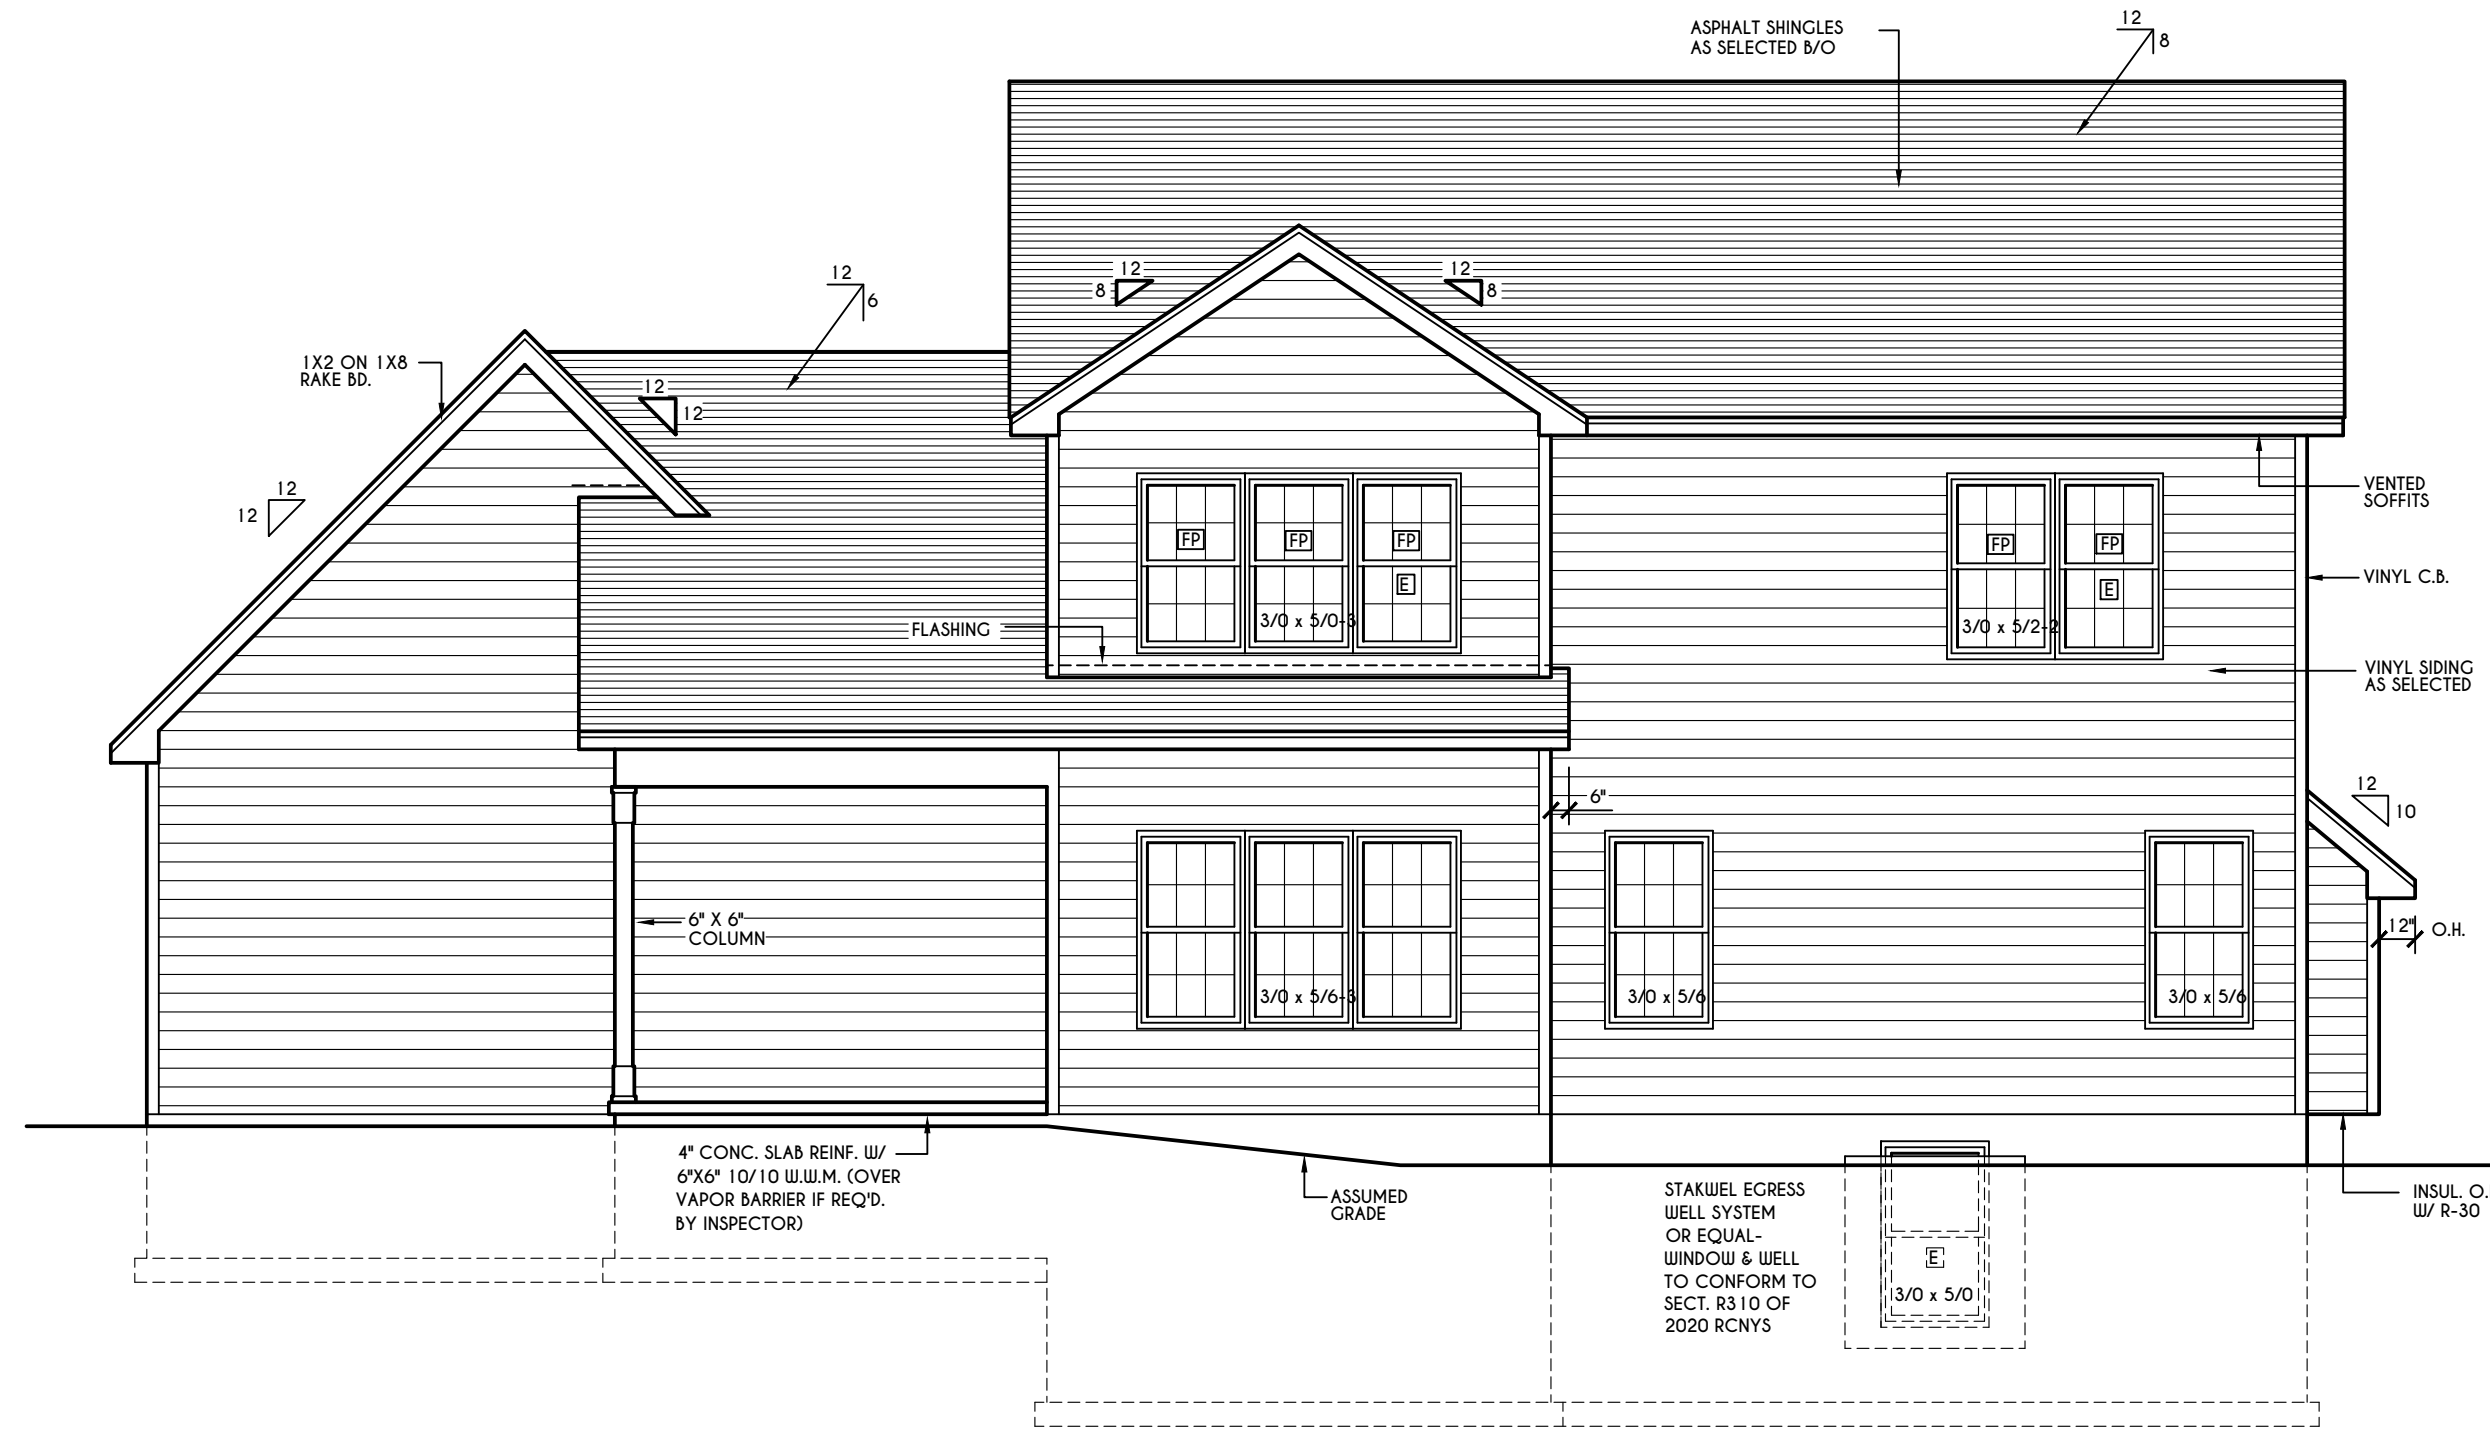 ASPHALT SHINGLES
AS SELECTED B/O
12
8
12
6
12
8
12
8
1X2 ON 1X8
RAKE BD.
12
12
12
12
VENTED
SOFFITS
FP
FP
FP
E
3/0 x 5/0-3
FP
FP
E
3/0 x 5/2-2
VINYL C.B.
FLASHING
VINYL SIDING
AS SELECTED
6"
12
10
6" X 6"
COLUMN
12"
O.H.
3/0 x 5/6-3
3/0 x 5/6
3/0 x 5/6
4" CONC. SLAB REINF. W/
6"X6" 10/10 W.W.M. (OVER
VAPOR BARRIER IF REQ'D.
BY INSPECTOR)
ASSUMED
GRADE
STAKWEL EGRESS
WELL SYSTEM
OR EQUAL-
WINDOW & WELL
TO CONFORM TO
SECT. R310 OF
2020 RCNYS
E
3/0 x 5/0
INSUL. O.
W/ R-30